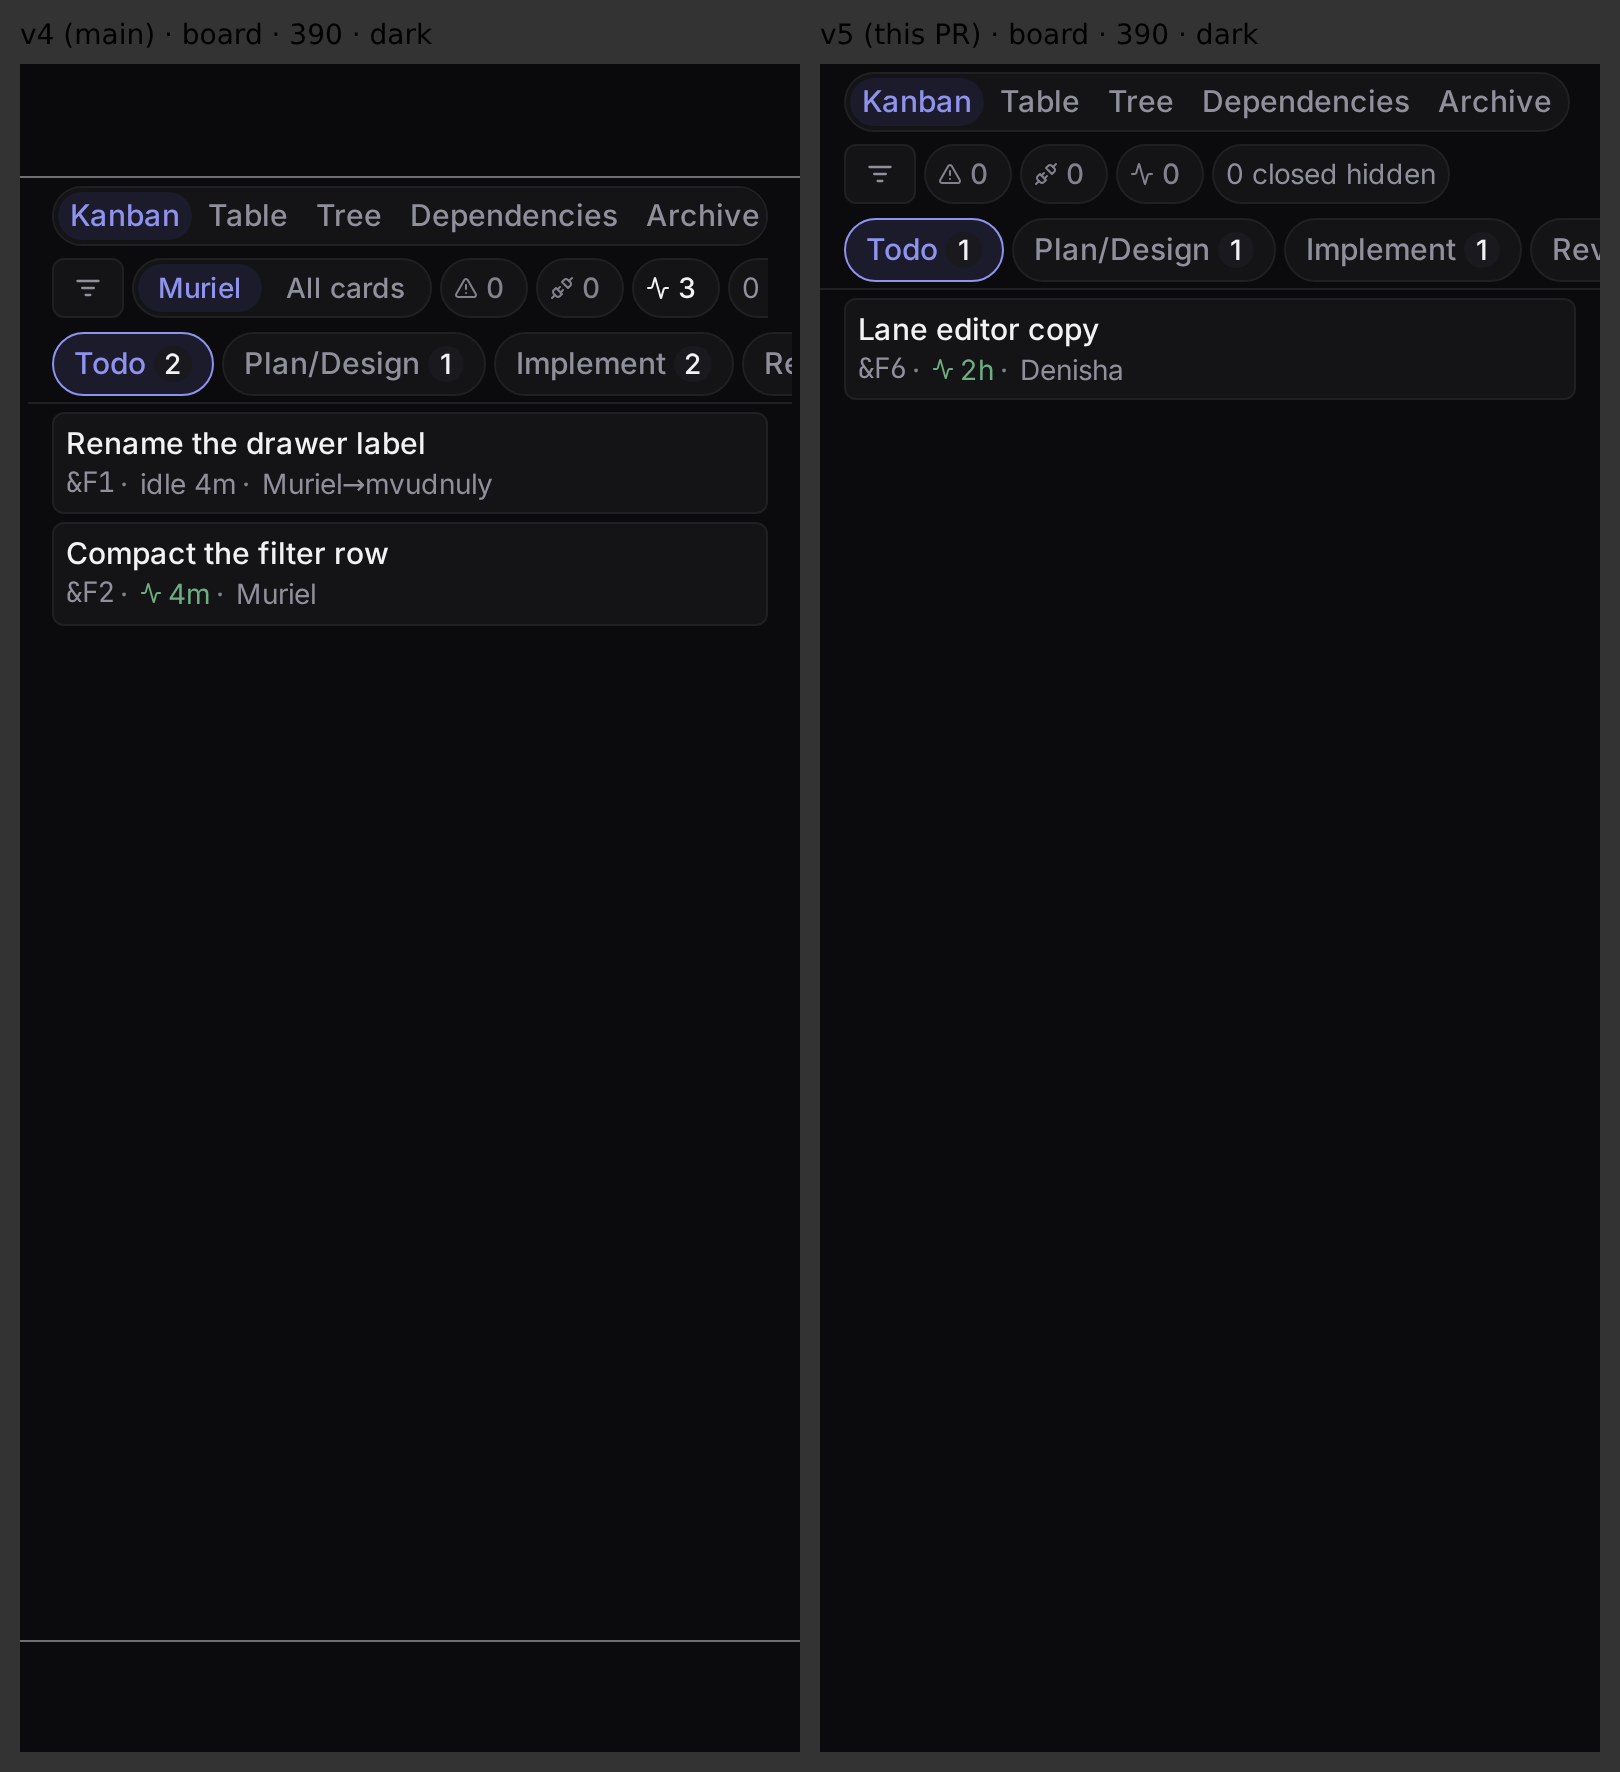 v4 (main) · board · 390 · dark
Kanban Table Tree Dependencies Archive
Muriel All cards 0 0 3 0
Todo 2 Plan/Design 1 Implement 2 Re
Rename the drawer label
&F1 · idle 4m · Muriel→mvudnuly
Compact the filter row
&F2 · 4m · Muriel
v5 (this PR) · board · 390 · dark
Kanban Table Tree Dependencies Archive
0 0 0 0 closed hidden
Todo 1 Plan/Design 1 Implement 1 Rev
Lane editor copy
&F6 · 2h · Denisha